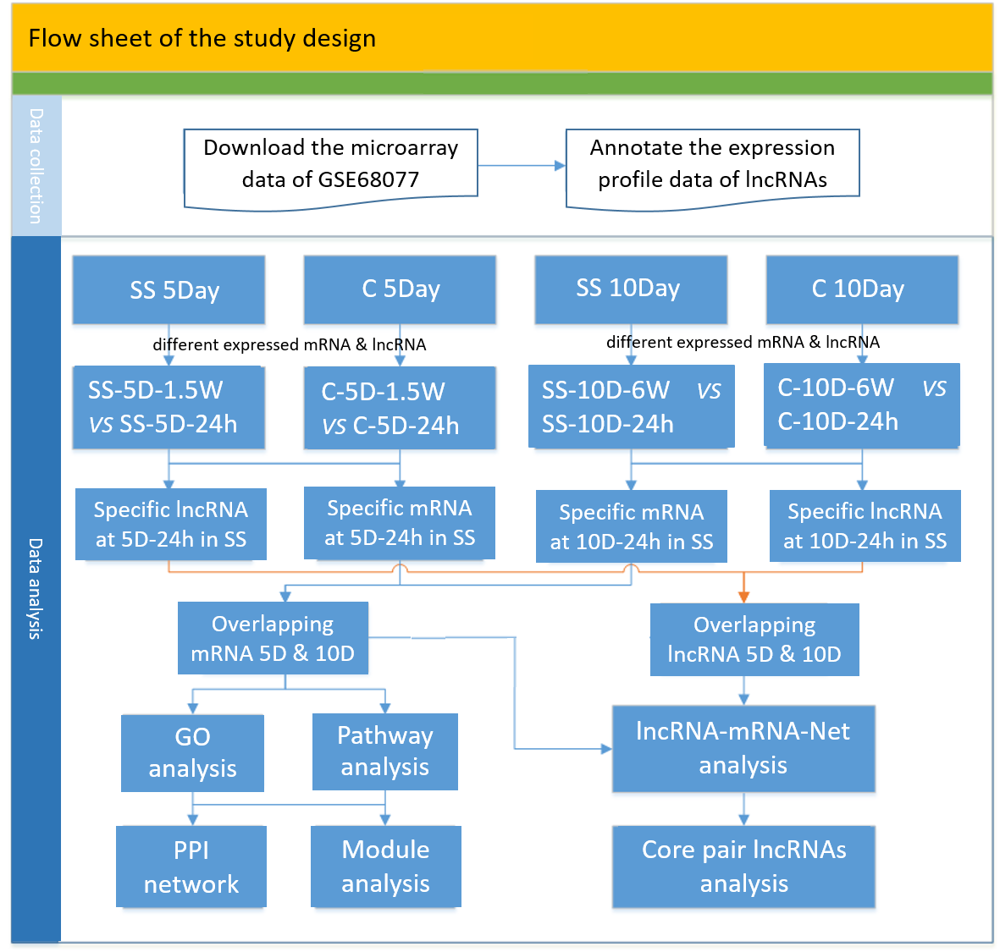 Flow sheet of the study design
Data collection
Download the microarray
data of GSE68077
Annotate the expression
profile data of lncRNAs
Data analysis
SS 5Day
C 5Day
SS 10Day
C 10Day
different expressed mRNA & lncRNA
different expressed mRNA & lncRNA
SS-5D-1.5W
VS SS-5D-24h
C-5D-1.5W
VS C-5D-24h
SS-10D-6W VS
SS-10D-24h
C-10D-6W VS
C-10D-24h
Specific lncRNA
at 5D-24h in SS
Specific mRNA
at 5D-24h in SS
Specific mRNA
at 10D-24h in SS
Specific lncRNA
at 10D-24h in SS
Overlapping
mRNA 5D & 10D
Overlapping
lncRNA 5D & 10D
GO
analysis
Pathway
analysis
lncRNA-mRNA-Net
analysis
PPI
network
Module
analysis
Core pair lncRNAs
analysis